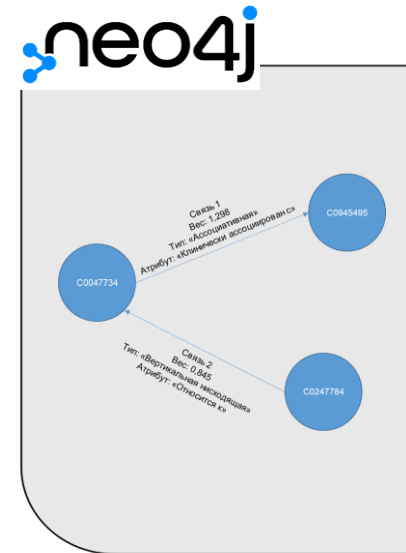 neo4j
Связь 1
Вес: 1,298
Тип: «Ассоциативная»
Атрибут: «Клинически ассоциирован с»
C0945495
C0047734
Связь 2
Вес: 0,845
Тип: «Вертикальная нисходящая»
Атрибут: «Относится к»
C0247784